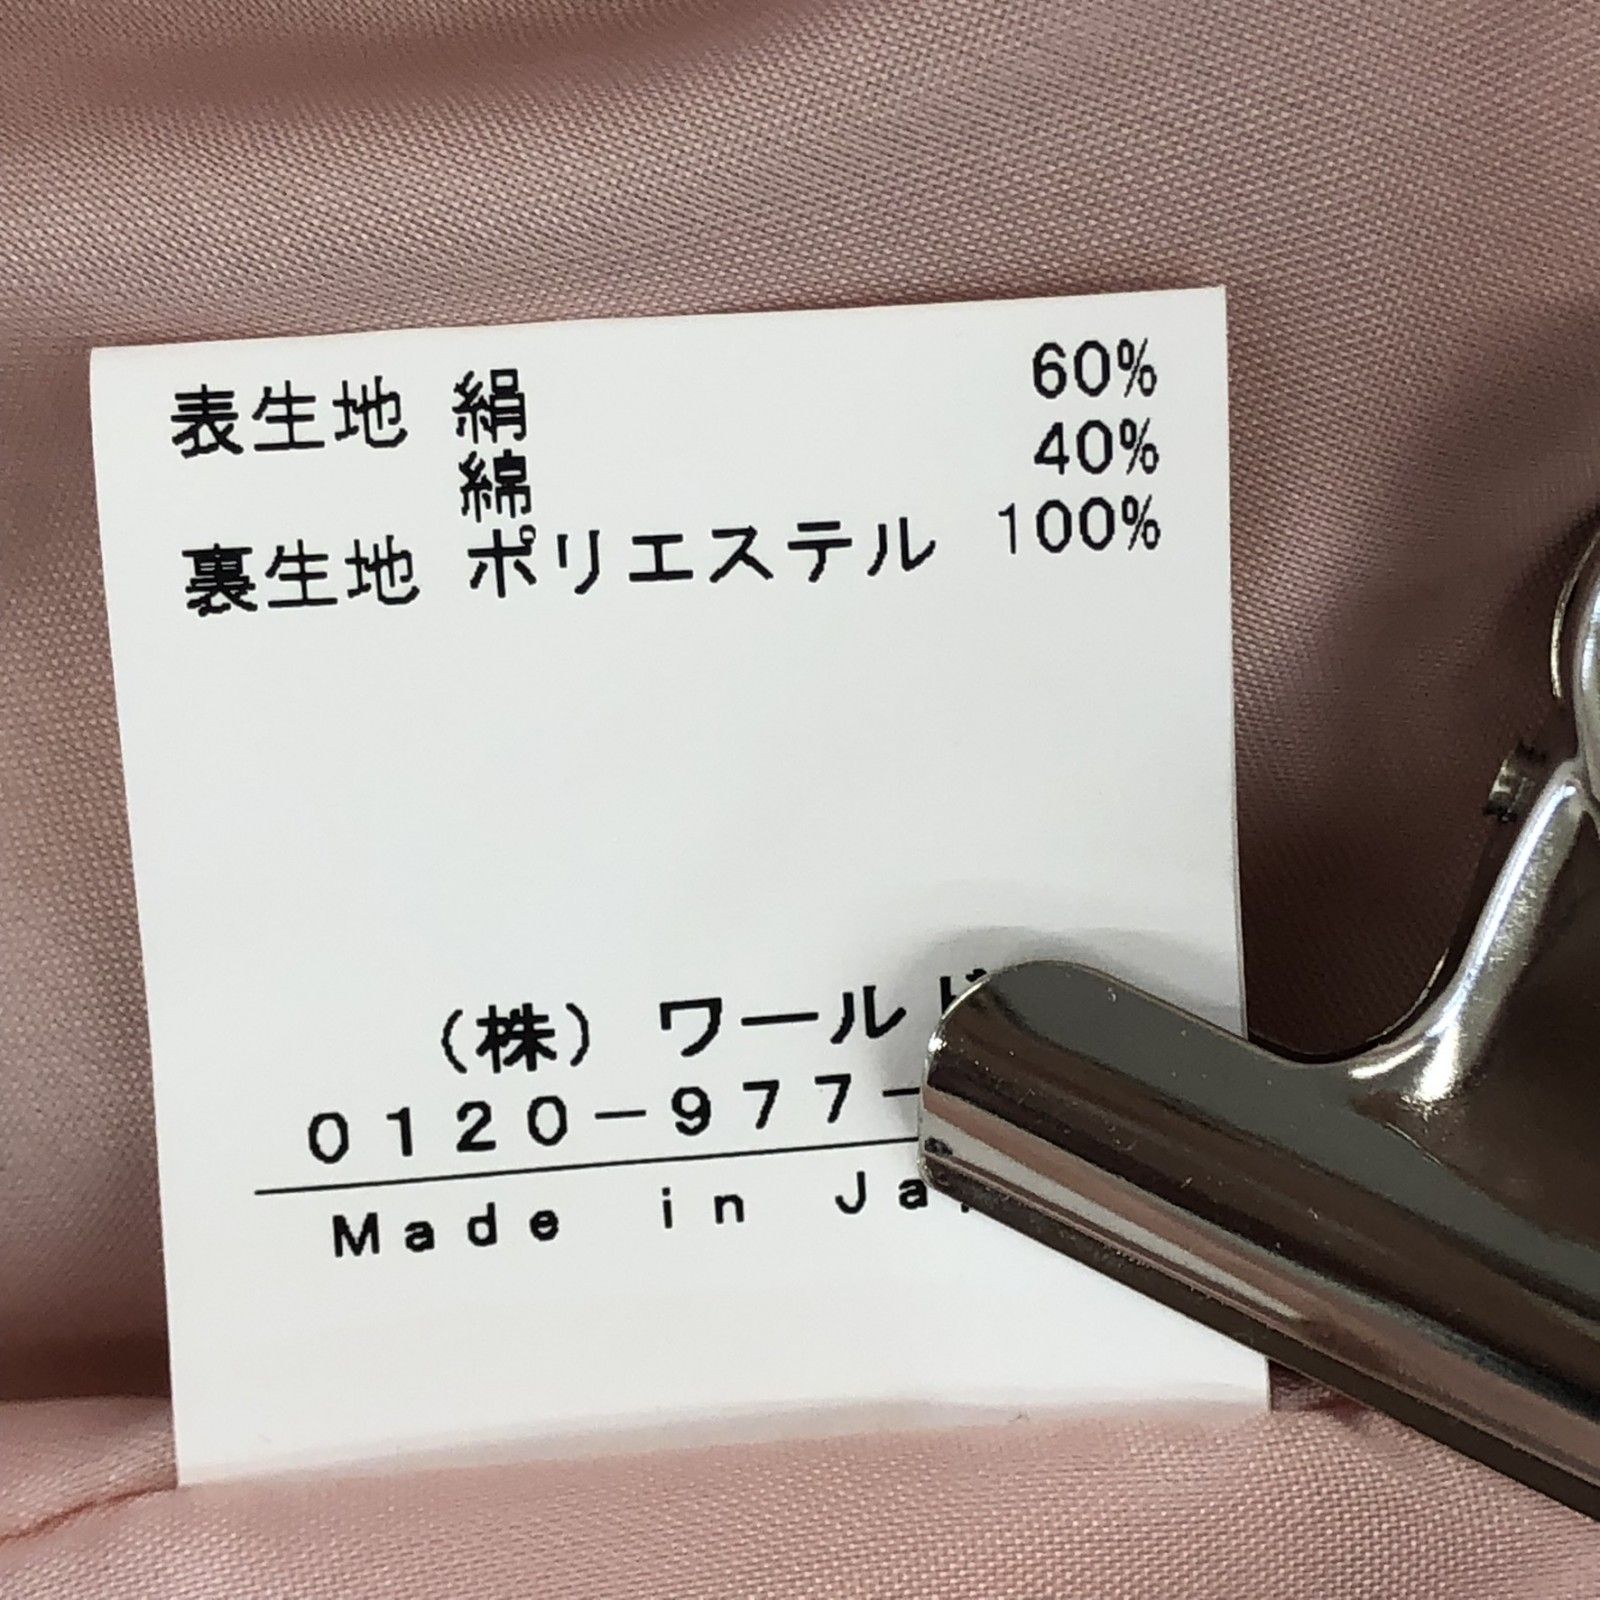 表生地 絹 60%
綿 40%
裏生地 ポリエステル 100%
(株) ワールド
0120-977-
Made in Ja